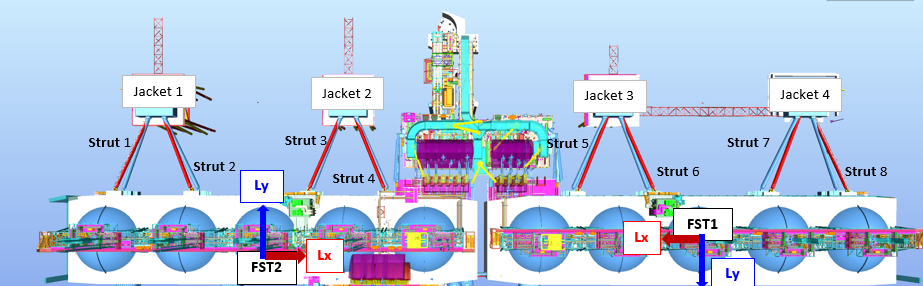 Jacket 1
Jacket 2
Jacket 3
Jacket 4
Strut 1
Strut 2
Strut 3
Strut 4
Strut 5
Strut 6
Strut 7
Strut 8
Ly
Lx
FST2
Lx
FST1
Ly